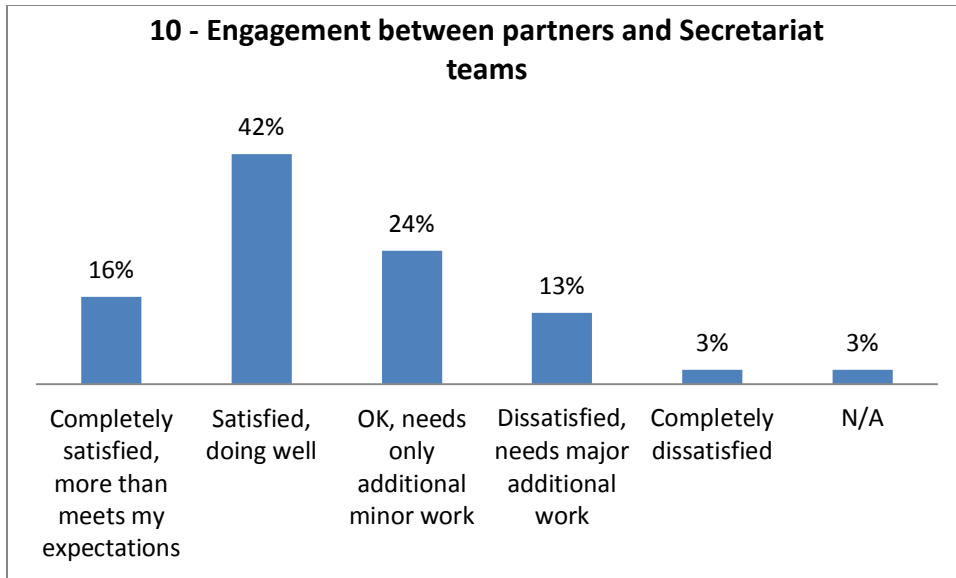 10 - Engagement between partners and Secretariat
teams
42%
24%
16%
13%
3%
3%
Completely
satisfied,
more than
meets my
expectations
Satisfied,
doing well
OK, needs
only
additional
minor work
Dissatisfied,
needs major
additional
work
Completely
dissatisfied
N/A